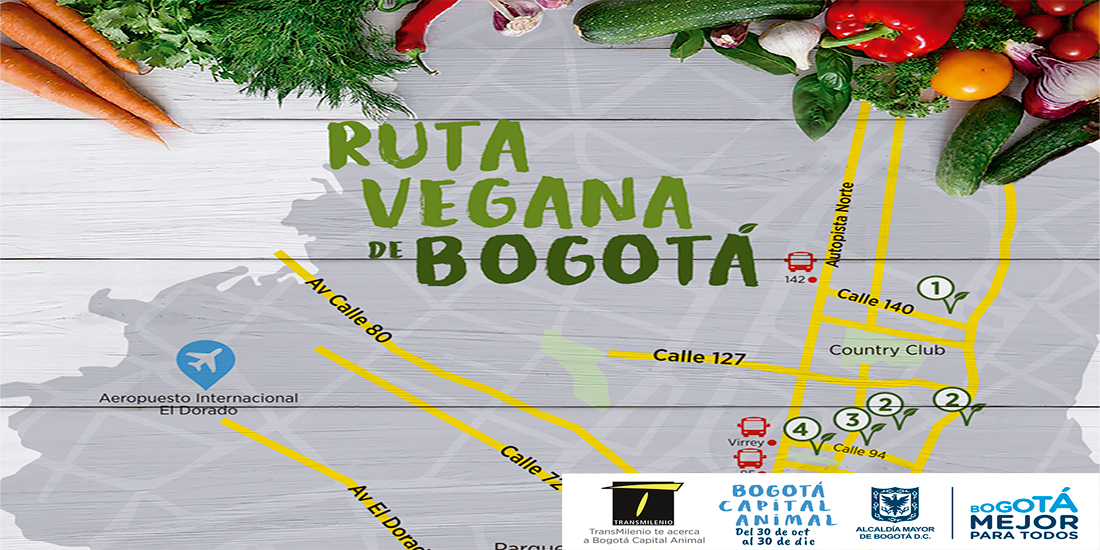 RUTA
VEGANA
DE BOGOTÁ
Autopista Norte
142
Calle 140
1
Av Calle 80
Country Club
Calle 127
Aeropuesto Internacional
El Dorado
2
2
3
4
Virrey
Calle 94
Calle 72
Av El Dorad
Parque
TRANSMILENIO
TransMilenio te acerca
a Bogotá Capital Animal
BOGOTÁ
CAPITAL
ANIMAL
Del 30 de oct
al 30 de dic
ALCALDÍA MAYOR
DE BOGOTÁ D.C.
BOGOTÁ
MEJOR
PARA TODOS